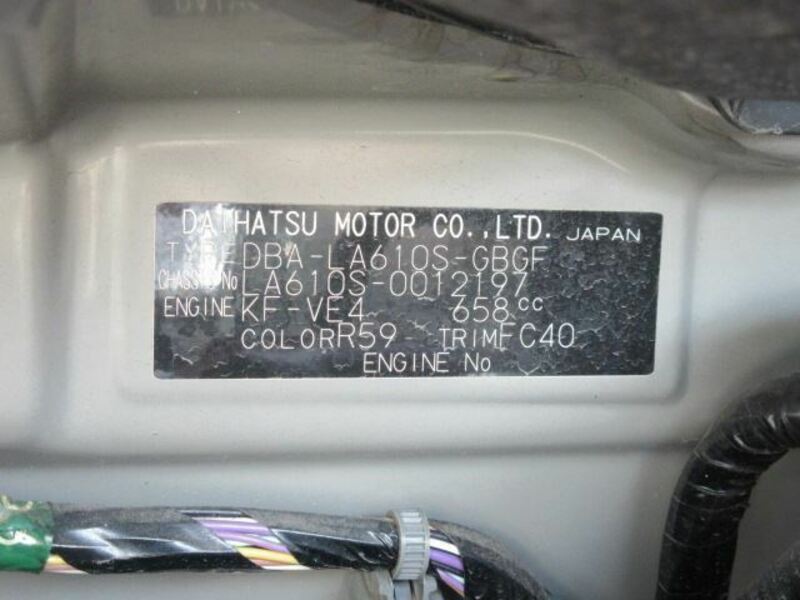 DAIHATSU MOTOR CO.,LTD. JAPAN
TYPE DBA-LA610S-GBGF
CHASSIS No LA610S-0012197
ENGINE KF-VE4 658cc
COLOR R59 TRIM FC40
ENGINE No